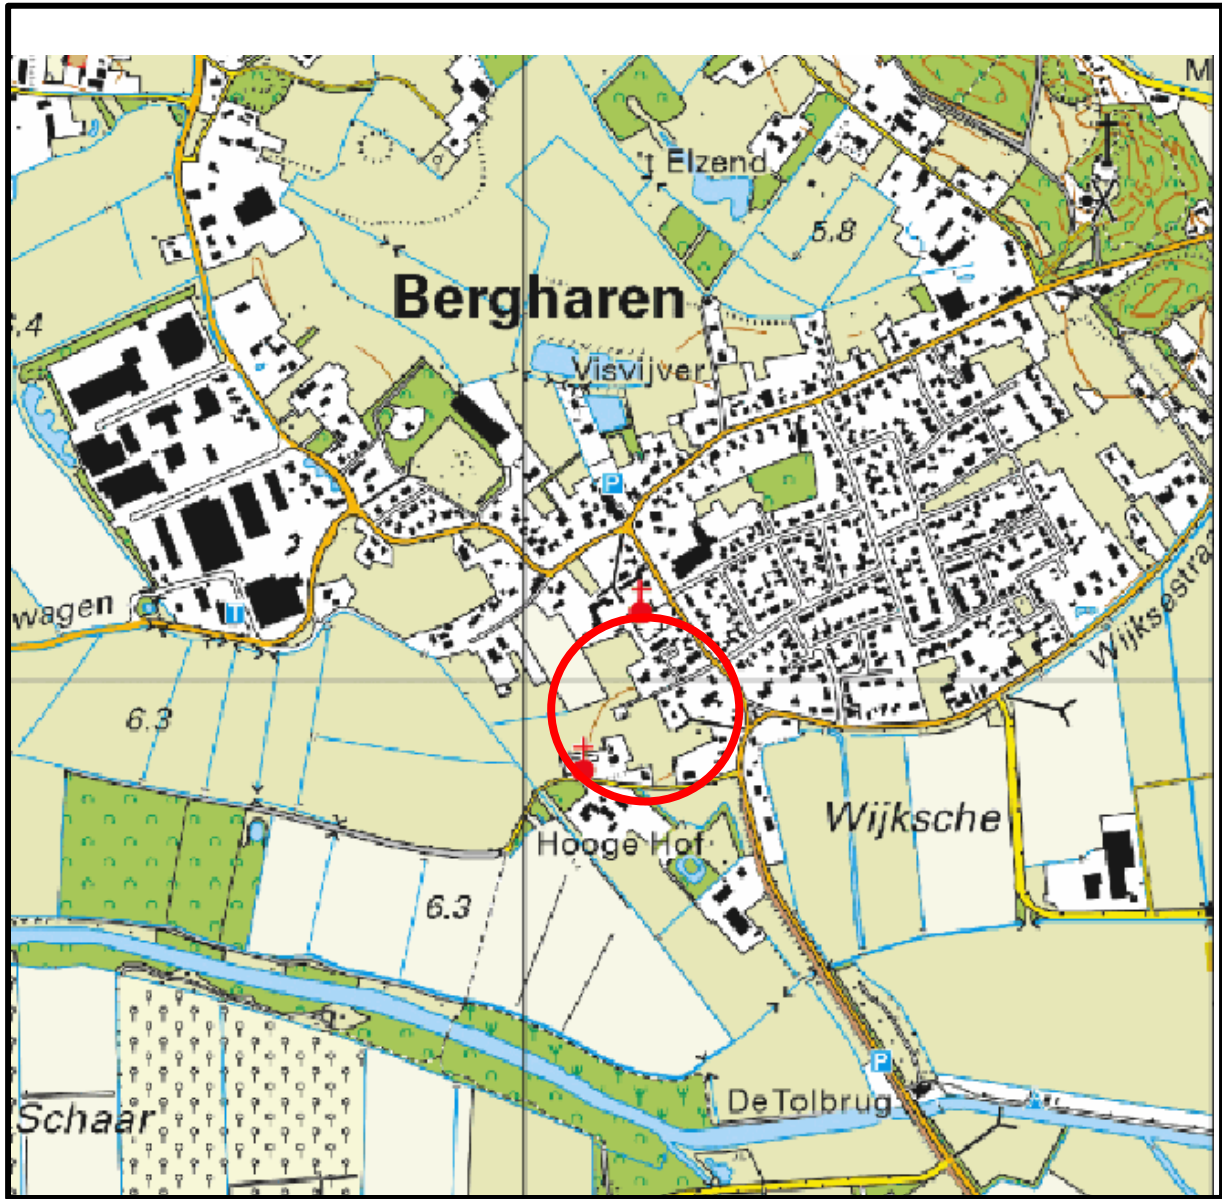 M
't Elzend
5.8
Bergharen
.4
Visvijver
P
wagen
T
Wijksestra
6.3
Wijksche
Hooge Hof
6.3
P
De Tolbrug
Schaar